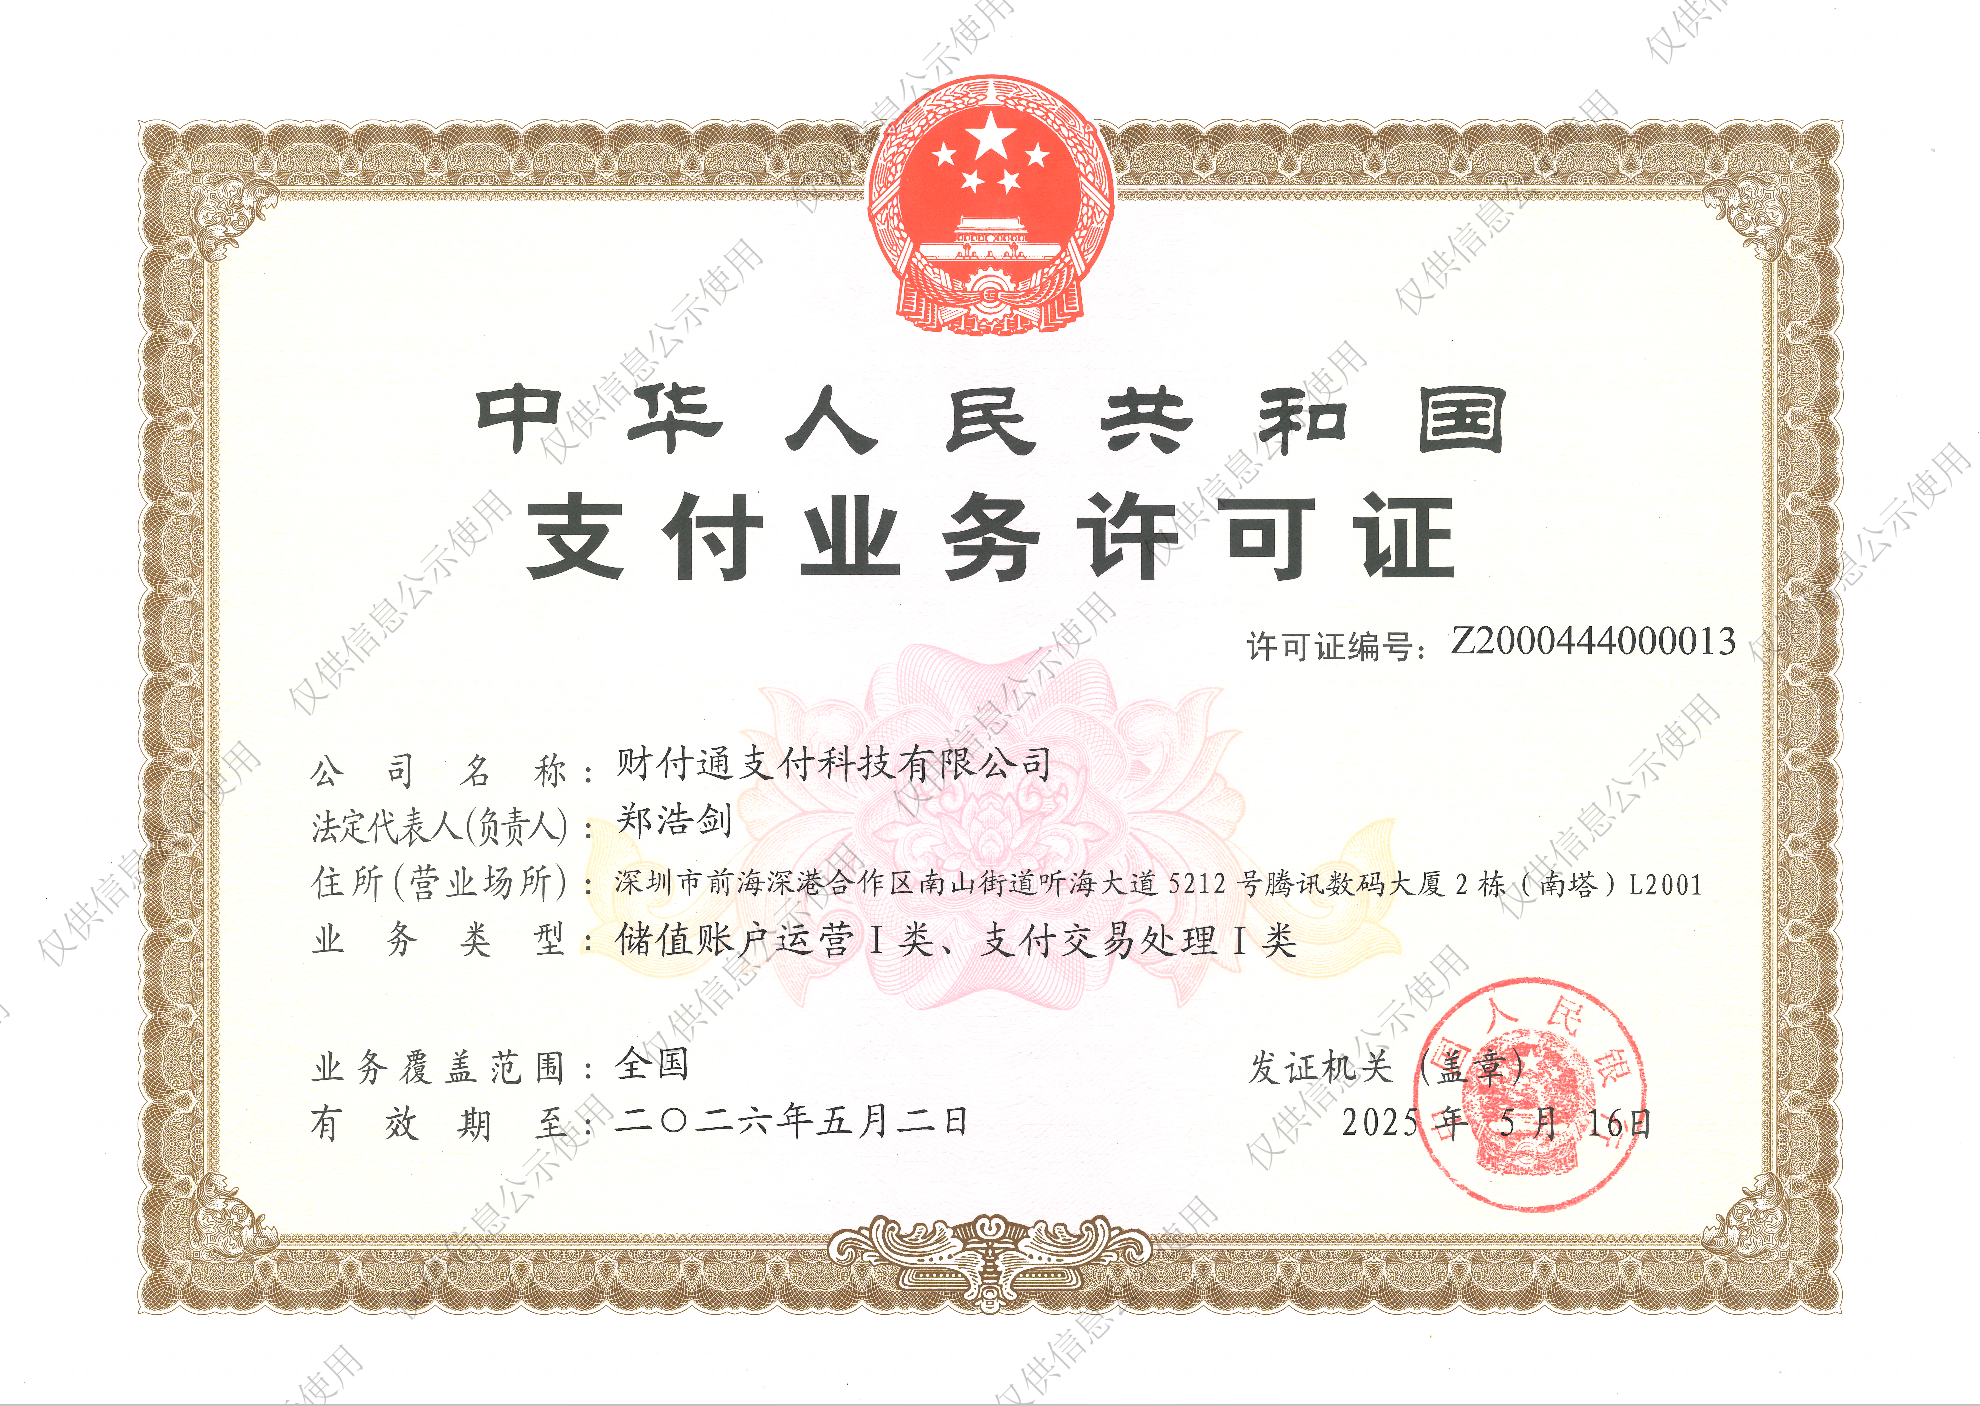 中华人民共和国
支付业务许可证
许可证编号：Z2000444000013
公司名称：财付通支付科技有限公司
法定代表人(负责人)：郑浩剑
住所(营业场所)：深圳市前海深港合作区南山街道听海大道5212号腾讯数码大厦2栋（南塔）L2001
业务类型：储值账户运营Ⅰ类、支付交易处理Ⅰ类
业务覆盖范围：全国
有效期至：二〇二六年五月二日
发证机关（盖章）
2025年5月16日
中国人民银行
仅供信息公示使用